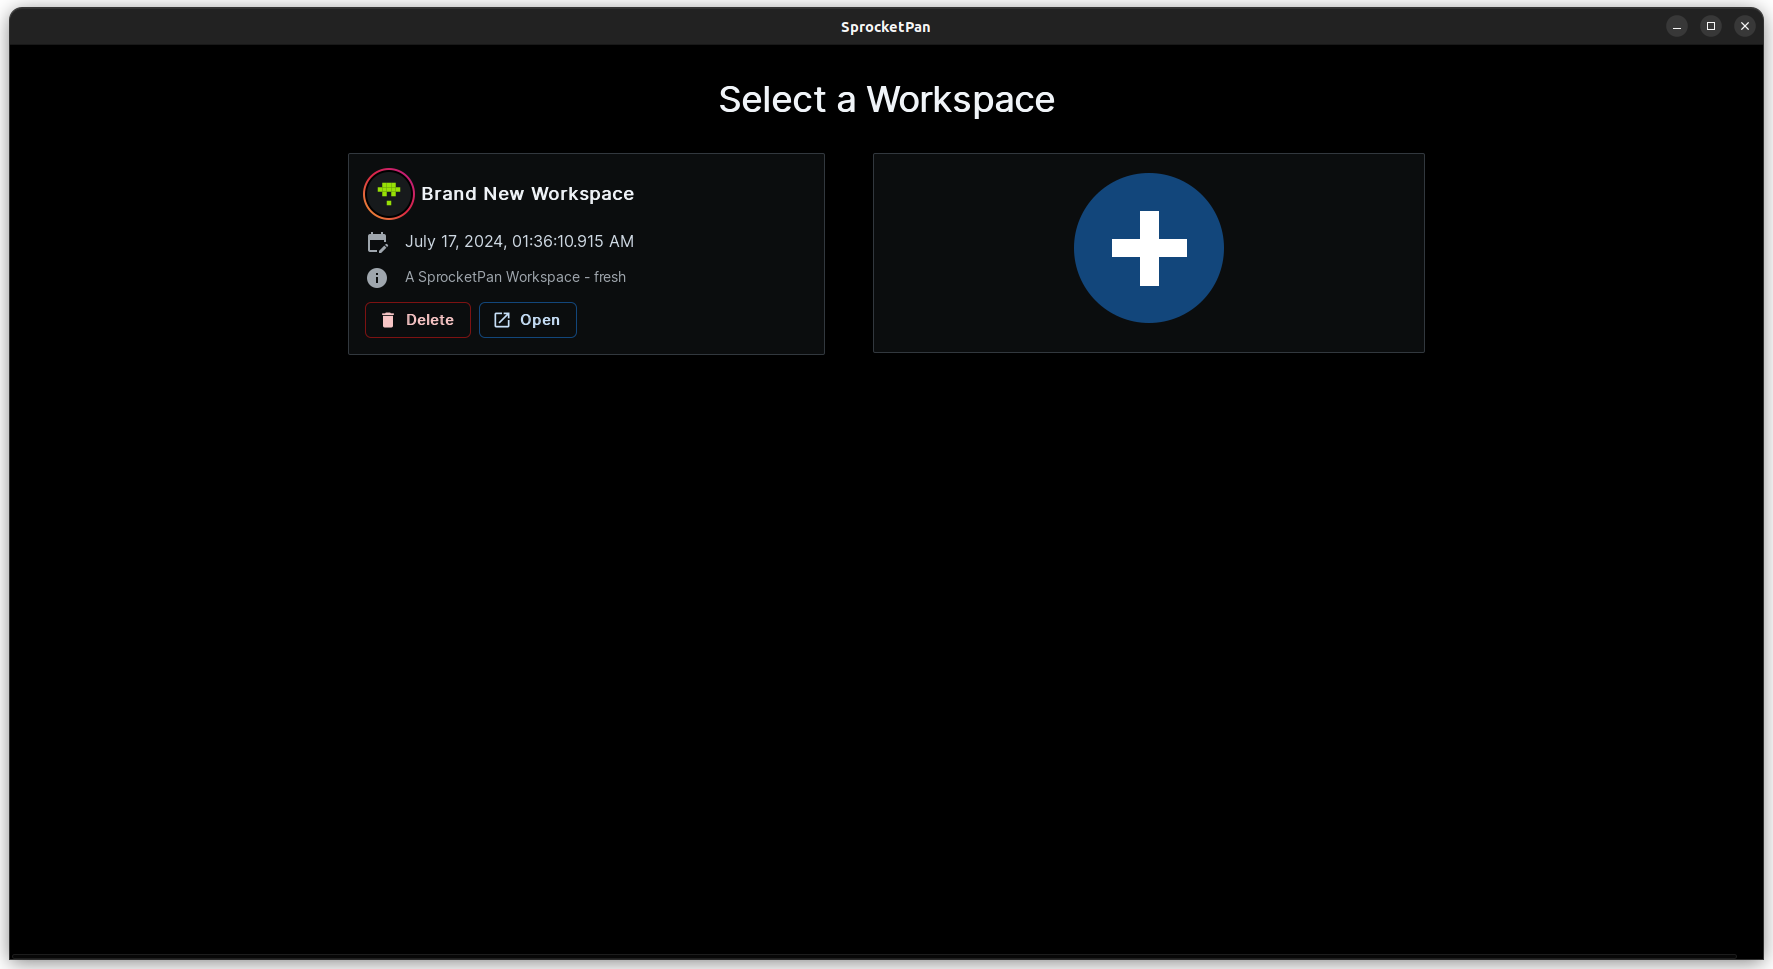 SprocketPan
Select a Workspace
Brand New Workspace
July 17, 2024, 01:36:10.915 AM
A SprocketPan Workspace - fresh
Delete
Open